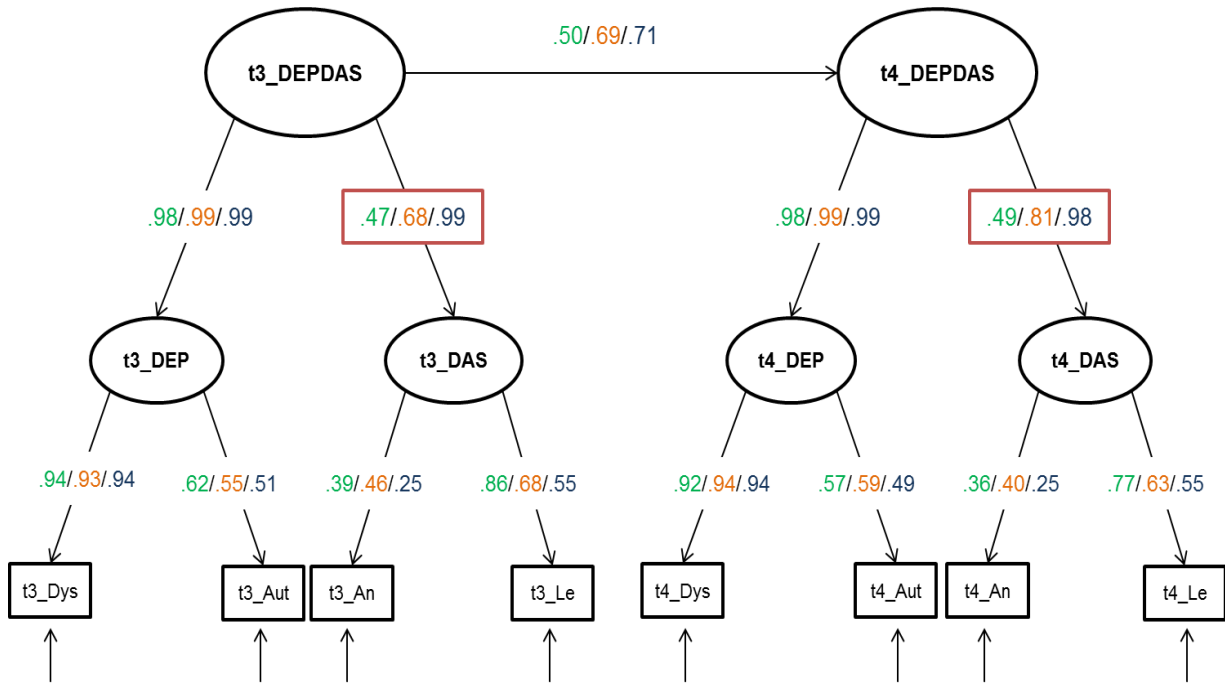 .50/.69/.71
t3_DEPDAS
t4_DEPDAS
.98/.99/.99
.47/.68/.99
.98/.99/.99
.49/.81/.98
t3_DEP
t3_DAS
t4_DEP
t4_DAS
.94/.93/.94
.62/.55/.51
.39/.46/.25
.86/.68/.55
.92/.94/.94
.57/.59/.49
.36/.40/.25
.77/.63/.55
t3_Dys
t3_Aut
t3_An
t3_Le
t4_Dys
t4_Aut
t4_An
t4_Le